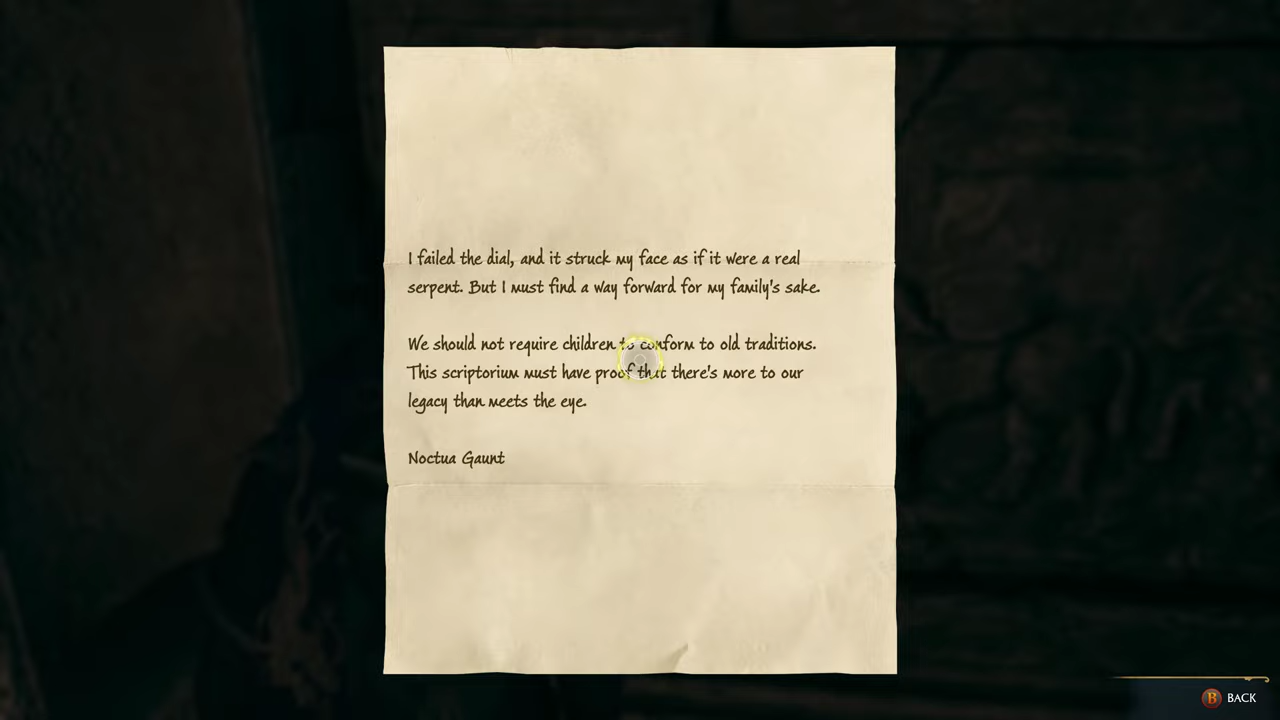 I failed the dial, and it struck my face as if it were a real
serpent. But I must find a way forward for my family's sake.
We should not require children to conform to old traditions.
This scriptorium must have proof that there's more to our
legacy than meets the eye.
Noctua Gaunt
B BACK